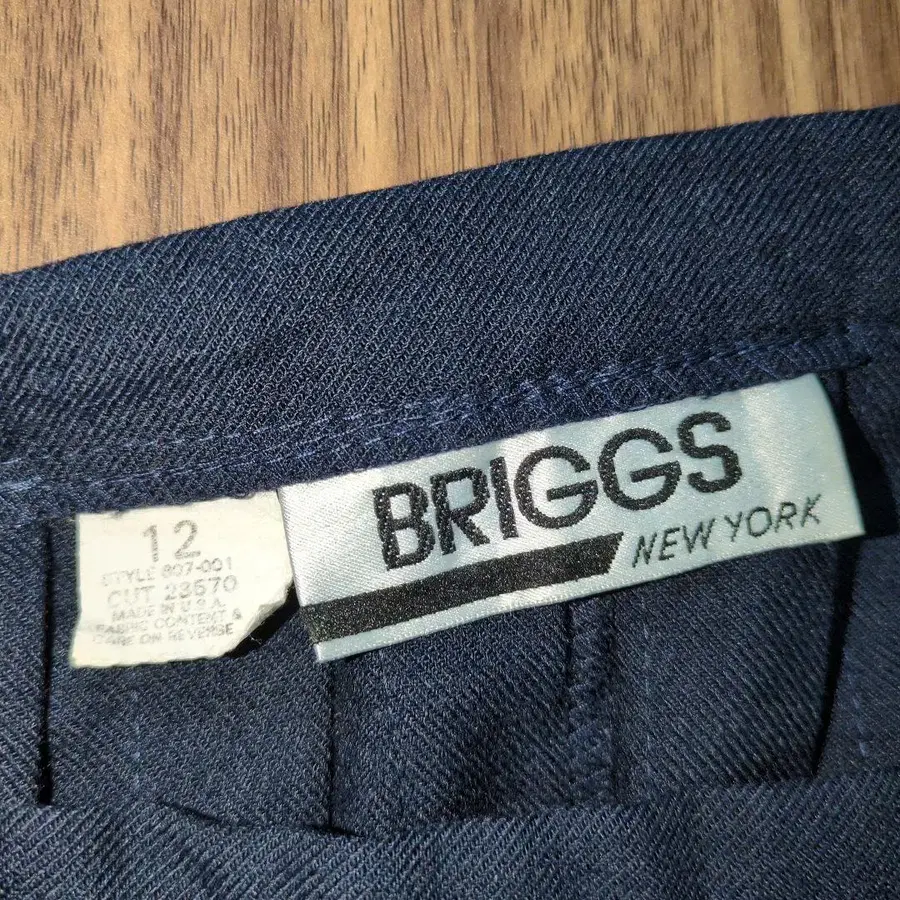 12
STYLE 807-001
CUT 23570
MADE IN U.S.A.
FABRIC CONTENT &
CARE ON REVERSE
BRIGGS
NEW YORK